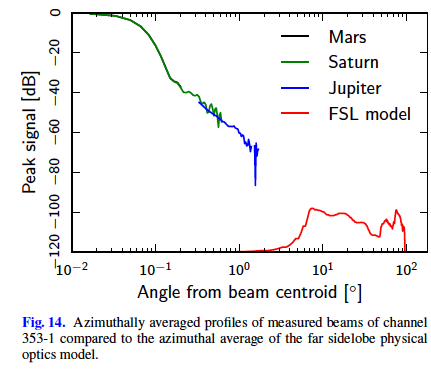 0
−20
−40
−60
−80
−100
−120
Peak signal [dB]
Mars
Saturn
Jupiter
FSL model
10−2 10−1 100 101 102
Angle from beam centroid [°]
Fig. 14. Azimuthally averaged profiles of measured beams of channel
353-1 compared to the azimuthal average of the far sidelobe physical
optics model.